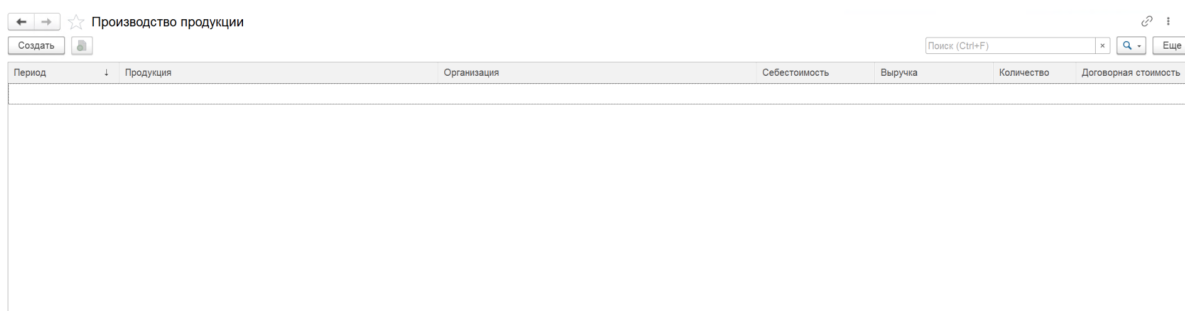 Производство продукции
Создать
Поиск (Ctrl+F)
×
Еще
Период ↓ Продукция Организация Себестоимость Выручка Количество Договорная стоимость